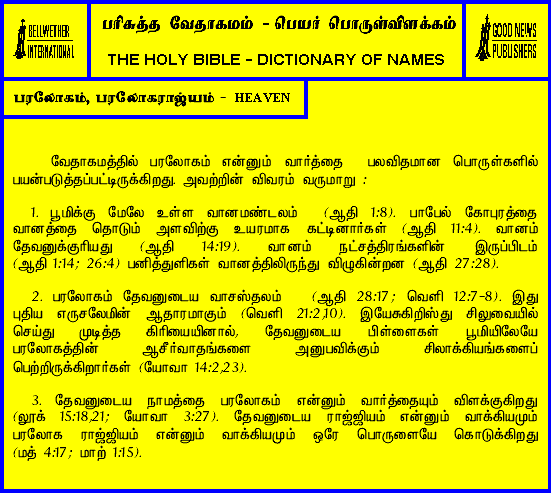 BELLWETHER
INTERNATIONAL
பரிசுத்த வேதாகமம் - பெயர் பொருள்விளக்கம்
THE HOLY BIBLE - DICTIONARY OF NAMES
GOOD NEWS
PUBLISHERS
பரலோகம், பரலோகராஜ்யம் - HEAVEN
வேதாகமத்தில் பரலோகம் என்னும் வார்த்தை பலவிதமான பொருள்களில்
பயன்படுத்தப்பட்டிருக்கிறது. அவற்றின் விவரம் வருமாறு :
1. பூமிக்கு மேலே உள்ள வானமண்டலம் (ஆதி 1:8). பாபேல் கோபுரத்தை
வானத்தை தொடும் அளவிற்கு உயரமாக கட்டினார்கள் (ஆதி 11:4). வானம்
தேவனுக்குரியது (ஆதி 14:19). வானம் நட்சத்திரங்களின் இருப்பிடம்
(ஆதி 1:14; 26:4) பனித்துளிகள் வானத்திலிருந்து விழுகின்றன (ஆதி 27:28).
2. பரலோகம் தேவனுடைய வாசஸ்தலம் (ஆதி 28:17; வெளி 12:7-8). இது
புதிய எருசலேமின் ஆதாரமாகும் (வெளி 21:2,10). இயேசுகிறிஸ்து சிலுவையில்
செய்து முடித்த கிரியையினால், தேவனுடைய பிள்ளைகள் பூமியிலேயே
பரலோகத்தின் ஆசீர்வாதங்களை அனுபவிக்கும் சிலாக்கியங்களைப்
பெற்றிருக்கிறார்கள் (யோவா 14:2,23).
3. தேவனுடைய நாமத்தை பரலோகம் என்னும் வார்த்தையும் விளக்குகிறது
(லூக் 15:18,21; யோவா 3:27). தேவனுடைய ராஜ்ஜியம் என்னும் வாக்கியமும்
பரலோக ராஜ்ஜியம் என்னும் வாக்கியமும் ஒரே பொருளையே கொடுக்கிறது
(மத் 4:17; மாற் 1:15).